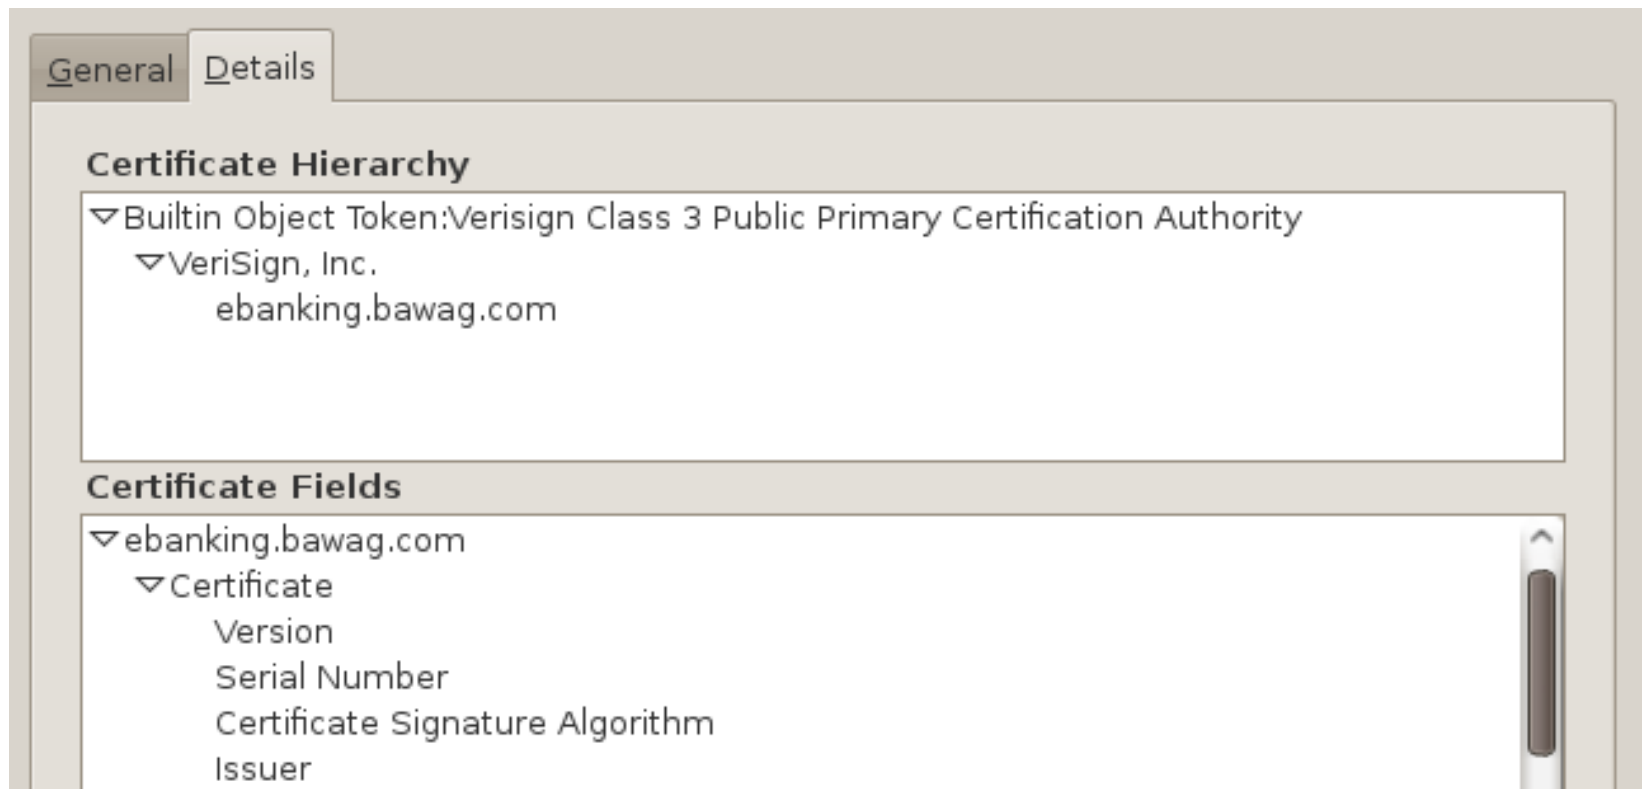 General
Details
Certificate Hierarchy
Builtin Object Token:Verisign Class 3 Public Primary Certification Authority
VeriSign, Inc.
ebanking.bawag.com
Certificate Fields
ebanking.bawag.com
Certificate
Version
Serial Number
Certificate Signature Algorithm
Issuer